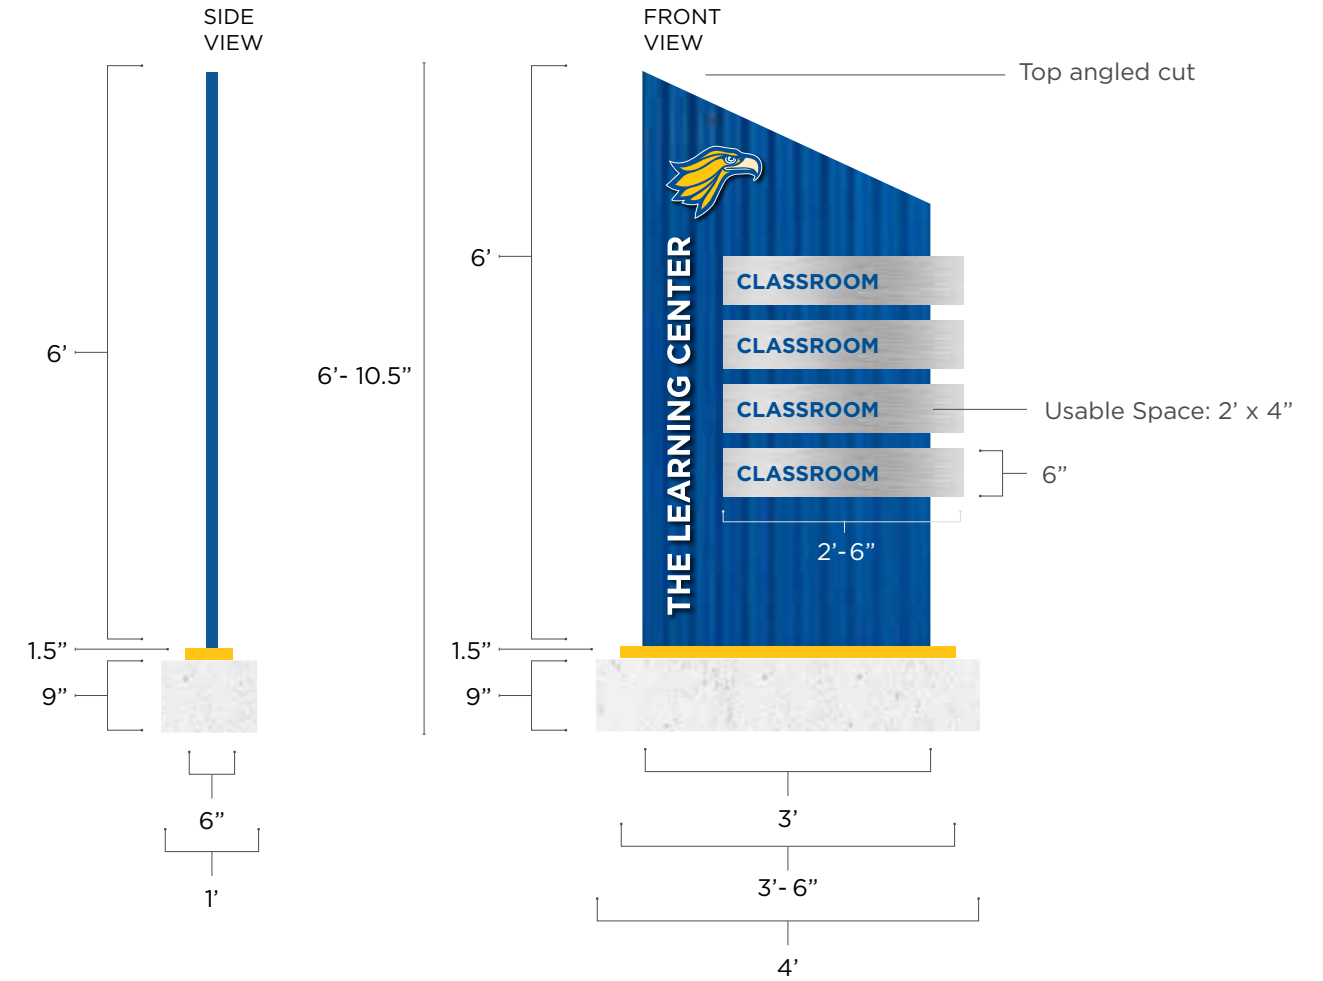 SIDE
VIEW
FRONT
VIEW
Top angled cut
6’
6’
6’- 10.5”
THE LEARNING CENTER
CLASSROOM
CLASSROOM
CLASSROOM
CLASSROOM
Usable Space: 2’ x 4”
6”
2’- 6”
1.5”
9”
1.5”
9”
6”
1’
3’
3’- 6”
4’